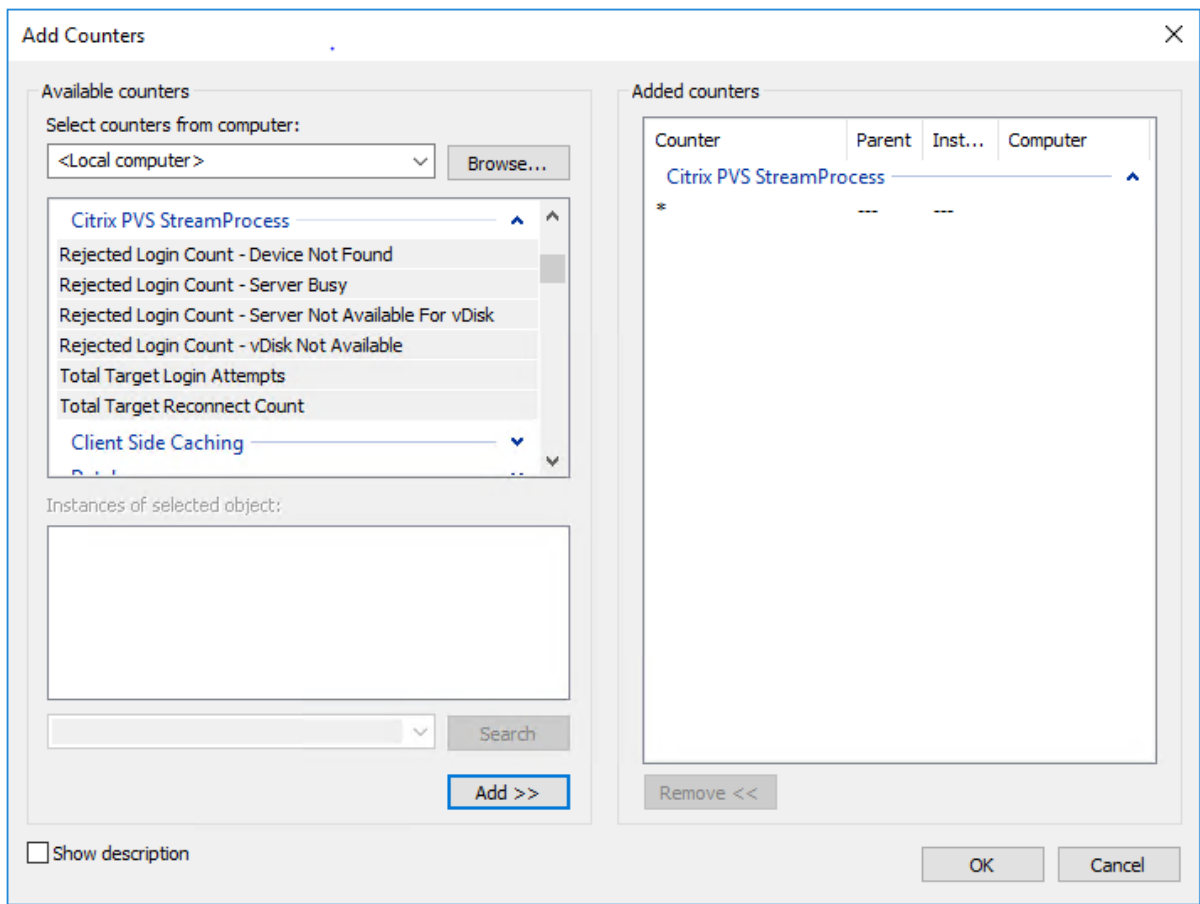 Add Counters
Available counters
Select counters from computer:
<Local computer>
Browse...
Citrix PVS StreamProcess
Rejected Login Count - Device Not Found
Rejected Login Count - Server Busy
Rejected Login Count - Server Not Available For vDisk
Rejected Login Count - vDisk Not Available
Total Target Login Attempts
Total Target Reconnect Count
Client Side Caching
Instances of selected object:
Search
Add >>
Show description
Added counters
Counter Parent Inst... Computer
Citrix PVS StreamProcess
* --- ---
Remove <<
OK Cancel